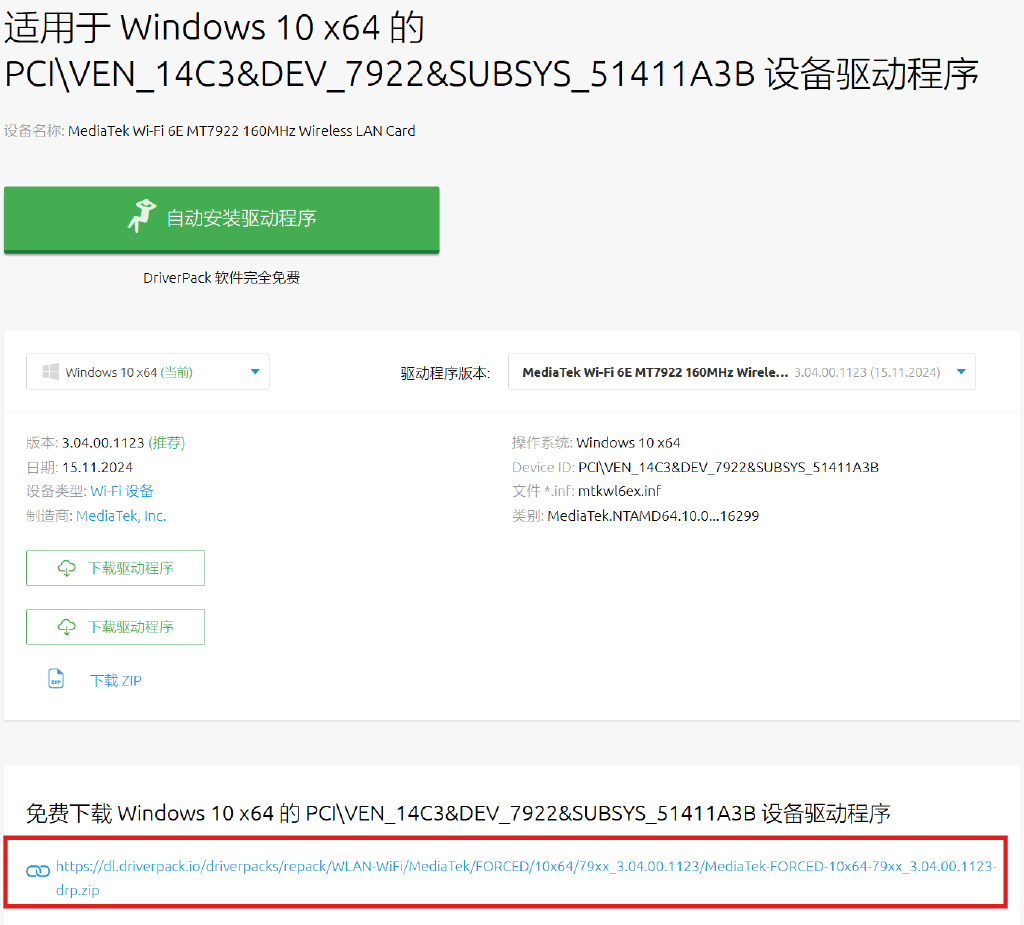 适用于 Windows 10 x64 的
PCI\VEN_14C3&DEV_7922&SUBSYS_51411A3B 设备驱动程序
设备名称: MediaTek Wi-Fi 6E MT7922 160MHz Wireless LAN Card
自动安装驱动程序
DriverPack 软件完全免费
Windows 10 x64 (当前)
驱动程序版本:
MediaTek Wi-Fi 6E MT7922 160MHz Wirele... 3.04.00.1123 (15.11.2024)
版本: 3.04.00.1123 (推荐)
日期: 15.11.2024
设备类型: Wi-Fi 设备
制造商: MediaTek, Inc.
操作系统: Windows 10 x64
Device ID: PCI\VEN_14C3&DEV_7922&SUBSYS_51411A3B
文件 *.inf: mtkwl6ex.inf
类别: MediaTek.NTAMD64.10.0...16299
下载驱动程序
下载驱动程序
ZIP
下载 ZIP
免费下载 Windows 10 x64 的 PCI\VEN_14C3&DEV_7922&SUBSYS_51411A3B 设备驱动程序
https://dl.driverpack.io/driverpacks/repack/WLAN-WiFi/MediaTek/FORCED/10x64/79xx_3.04.00.1123/MediaTek-FORCED-10x64-79xx_3.04.00.1123-
drp.zip